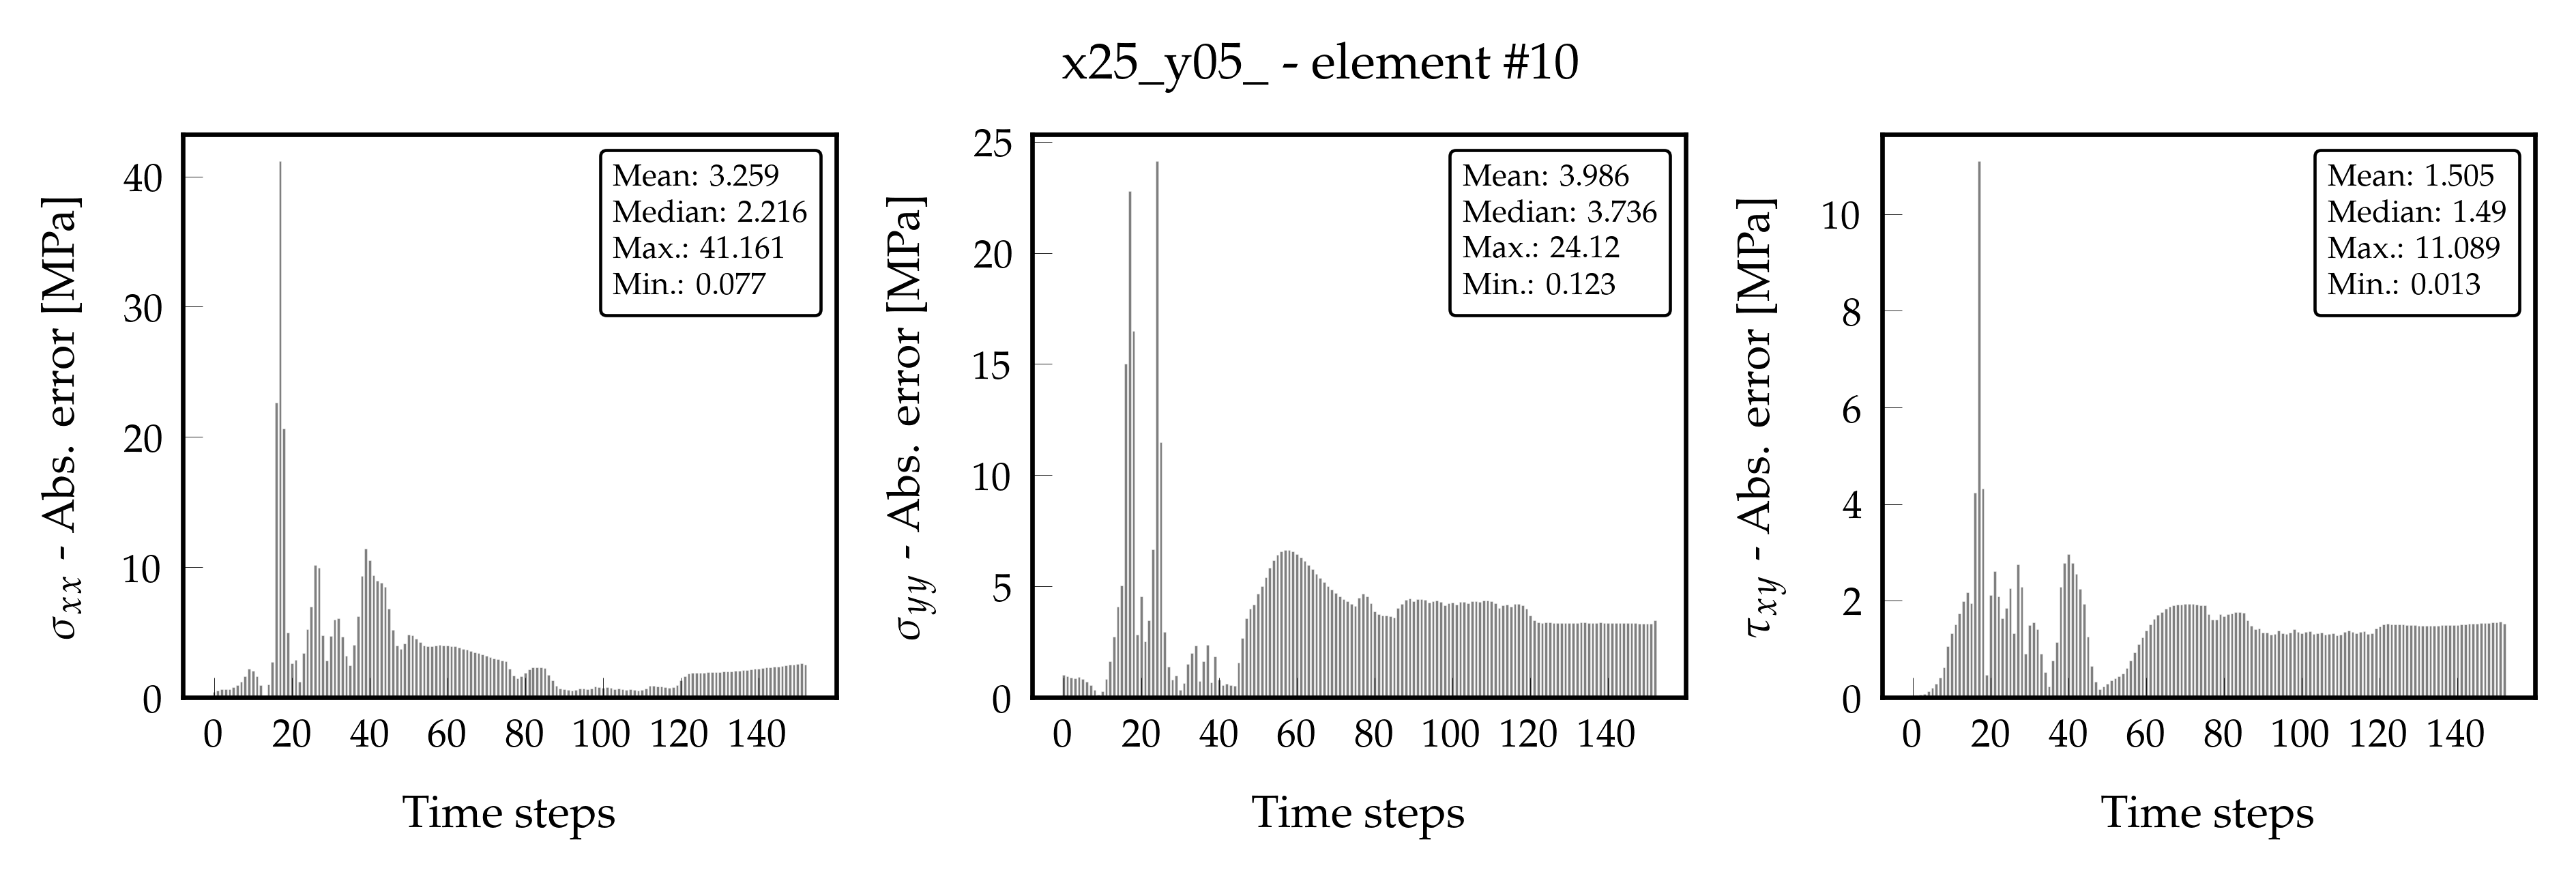 x25_y05_ - element #10
σxx - Abs. error [MPa]
40
30
20
10
0
Mean: 3.259
Median: 2.216
Max.: 41.161
Min.: 0.077
0 20 40 60 80 100 120 140
Time steps
σyy - Abs. error [MPa]
25
20
15
10
5
0
Mean: 3.986
Median: 3.736
Max.: 24.12
Min.: 0.123
0 20 40 60 80 100 120 140
Time steps
τxy - Abs. error [MPa]
10
8
6
4
2
0
Mean: 1.505
Median: 1.49
Max.: 11.089
Min.: 0.013
0 20 40 60 80 100 120 140
Time steps